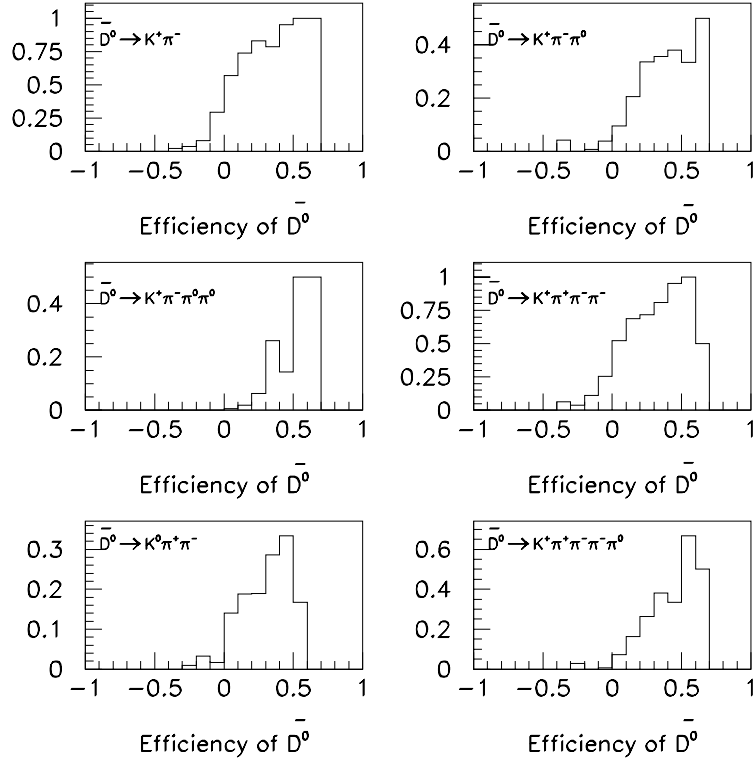 D̄⁰→K⁺π⁻
1
0.75
0.5
0.25
0
−1 −0.5 0 0.5 1
Efficiency of D̄⁰
D̄⁰→K⁺π⁻π⁰
0.4
0.2
0
−1 −0.5 0 0.5 1
Efficiency of D̄⁰
D̄⁰→K⁺π⁻π⁰π⁰
0.4
0.2
0
−1 −0.5 0 0.5 1
Efficiency of D̄⁰
D̄⁰→K⁺π⁺π⁻π⁻
1
0.75
0.5
0.25
0
−1 −0.5 0 0.5 1
Efficiency of D̄⁰
D̄⁰→K⁰π⁺π⁻
0.3
0.2
0.1
0
−1 −0.5 0 0.5 1
Efficiency of D̄⁰
D̄⁰→K⁺π⁺π⁻π⁻π⁰
0.6
0.4
0.2
0
−1 −0.5 0 0.5 1
Efficiency of D̄⁰